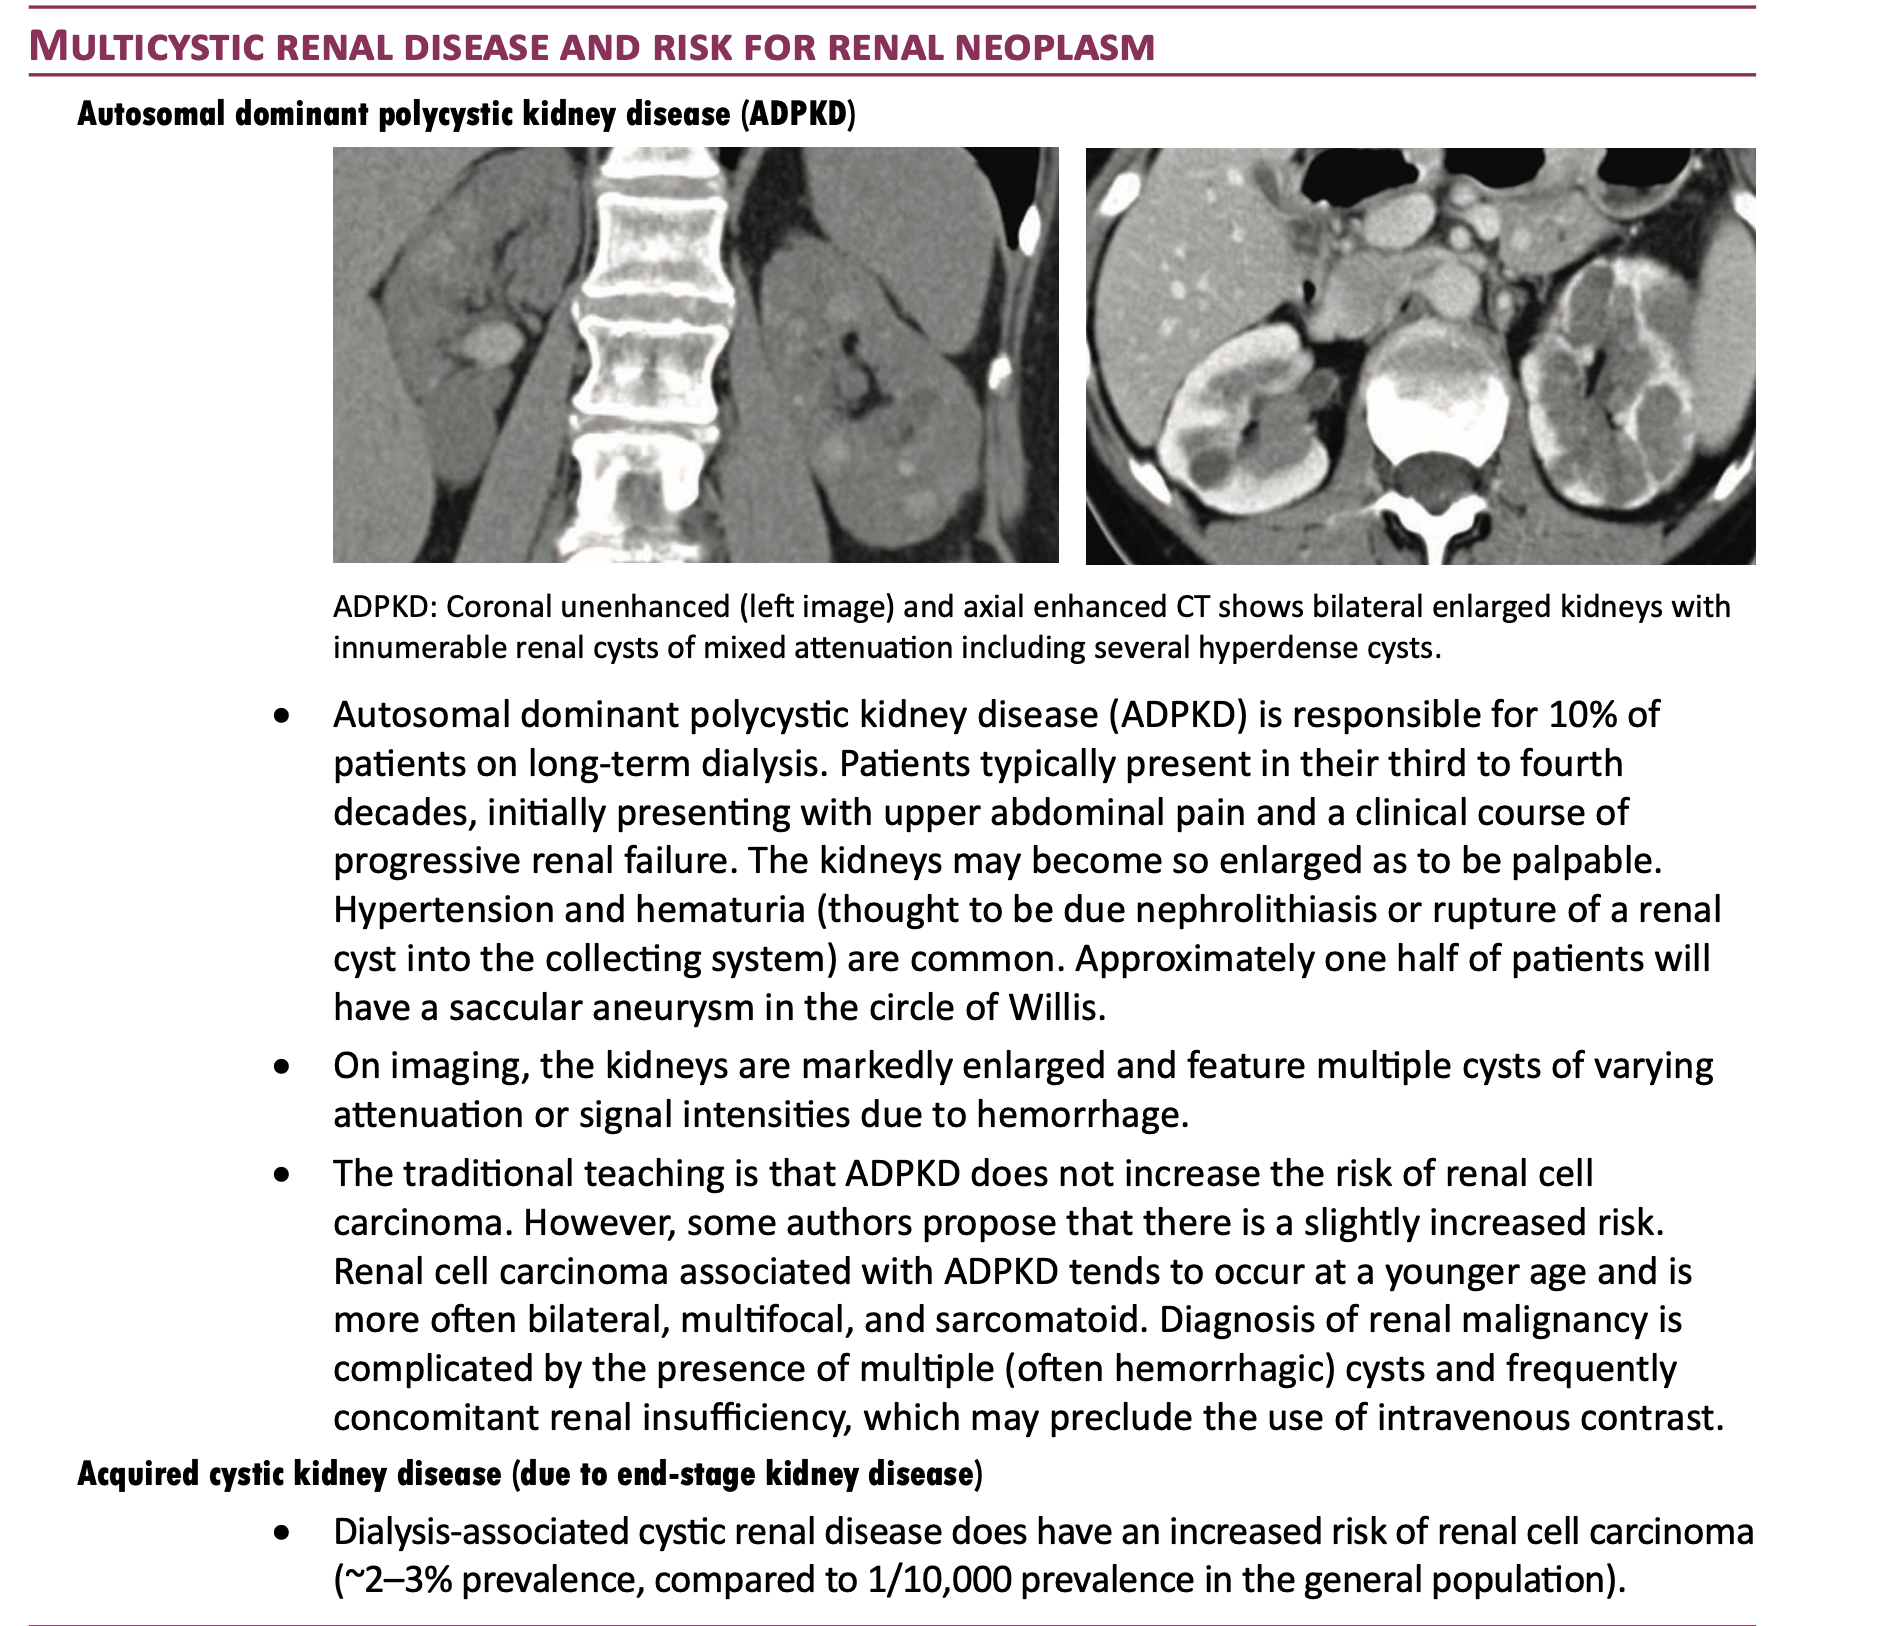 MULTICYSTIC RENAL DISEASE AND RISK FOR RENAL NEOPLASM
Autosomal dominant polycystic kidney disease (ADPKD)
ADPKD: Coronal unenhanced (left image) and axial enhanced CT shows bilateral enlarged kidneys with
innumerable renal cysts of mixed attenuation including several hyperdense cysts.
• Autosomal dominant polycystic kidney disease (ADPKD) is responsible for 10% of
patients on long-term dialysis. Patients typically present in their third to fourth
decades, initially presenting with upper abdominal pain and a clinical course of
progressive renal failure. The kidneys may become so enlarged as to be palpable.
Hypertension and hematuria (thought to be due nephrolithiasis or rupture of a renal
cyst into the collecting system) are common. Approximately one half of patients will
have a saccular aneurysm in the circle of Willis.
• On imaging, the kidneys are markedly enlarged and feature multiple cysts of varying
attenuation or signal intensities due to hemorrhage.
• The traditional teaching is that ADPKD does not increase the risk of renal cell
carcinoma. However, some authors propose that there is a slightly increased risk.
Renal cell carcinoma associated with ADPKD tends to occur at a younger age and is
more often bilateral, multifocal, and sarcomatoid. Diagnosis of renal malignancy is
complicated by the presence of multiple (often hemorrhagic) cysts and frequently
concomitant renal insufficiency, which may preclude the use of intravenous contrast.
Acquired cystic kidney disease (due to end-stage kidney disease)
• Dialysis-associated cystic renal disease does have an increased risk of renal cell carcinoma
(~2–3% prevalence, compared to 1/10,000 prevalence in the general population).